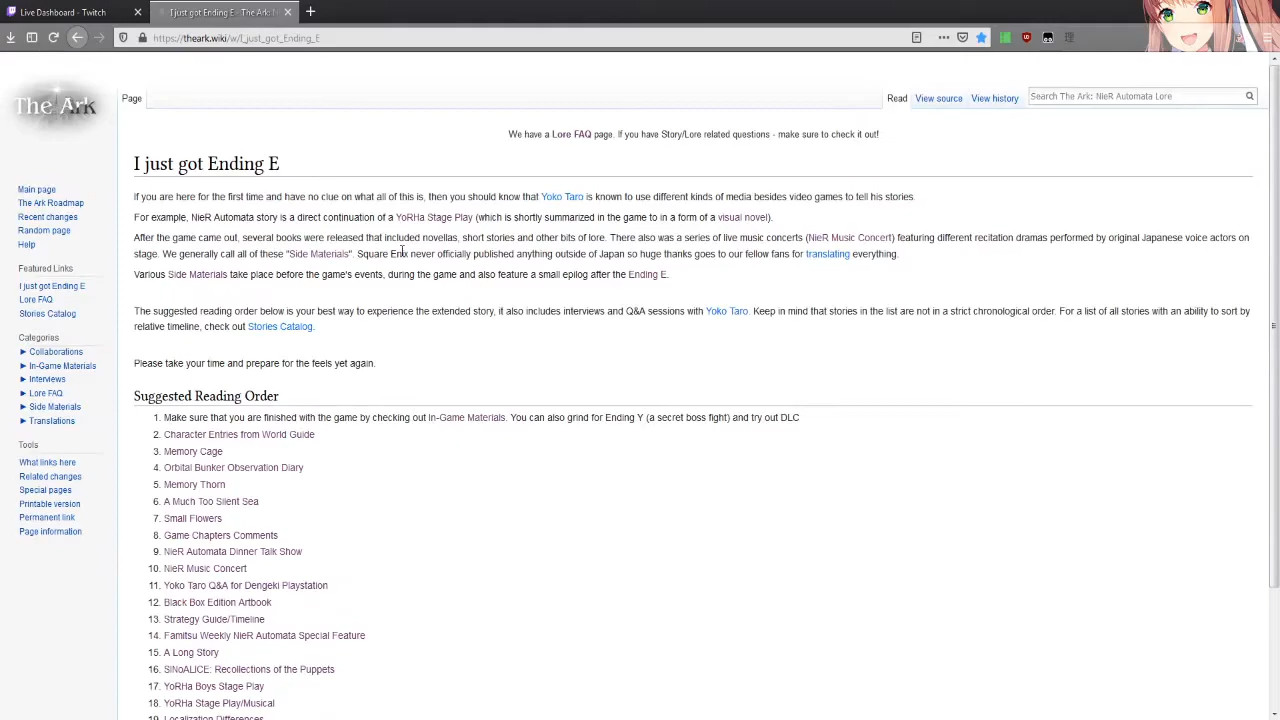 Live Dashboard - Twitch
I just got Ending E - The Ark:
https://theark.wiki/w/I_just_got_Ending_E
The Ark
Page
Read
View source
View history
Search The Ark: NieR Automata Lore
We have a Lore FAQ page. If you have Story/Lore related questions - make sure to check it out!
I just got Ending E
If you are here for the first time and have no clue on what all of this is, then you should know that Yoko Taro is known to use different kinds of media besides video games to tell his stories.
For example, NieR Automata story is a direct continuation of a YoRHa Stage Play (which is shortly summarized in the game to in a form of a visual novel).
After the game came out, several books were released that included novellas, short stories and other bits of lore. There also was a series of live music concerts (NieR Music Concert) featuring different recitation dramas performed by original Japanese voice actors on
stage. We generally call all of these "Side Materials". Square Enix never officially published anything outside of Japan so huge thanks goes to our fellow fans for translating everything.
Various Side Materials take place before the game's events, during the game and also feature a small epilog after the Ending E.
The suggested reading order below is your best way to experience the extended story, it also includes interviews and Q&A sessions with Yoko Taro. Keep in mind that stories in the list are not in a strict chronological order. For a list of all stories with an ability to sort by
relative timeline, check out Stories Catalog.
Please take your time and prepare for the feels yet again.
Suggested Reading Order
1. Make sure that you are finished with the game by checking out In-Game Materials. You can also grind for Ending Y (a secret boss fight) and try out DLC
2. Character Entries from World Guide
3. Memory Cage
4. Orbital Bunker Observation Diary
5. Memory Thorn
6. A Much Too Silent Sea
7. Small Flowers
8. Game Chapters Comments
9. NieR Automata Dinner Talk Show
10. NieR Music Concert
11. Yoko Taro Q&A for Dengeki Playstation
12. Black Box Edition Artbook
13. Strategy Guide/Timeline
14. Famitsu Weekly NieR Automata Special Feature
15. A Long Story
16. SINoALICE: Recollections of the Puppets
17. YoRHa Boys Stage Play
18. YoRHa Stage Play/Musical
19. Localization Differences
Main page
The Ark Roadmap
Recent changes
Random page
Help
Featured Links
I just got Ending E
Lore FAQ
Stories Catalog
Categories
► Collaborations
► In-Game Materials
► Interviews
► Lore FAQ
► Side Materials
► Translations
Tools
What links here
Related changes
Special pages
Printable version
Permanent link
Page information